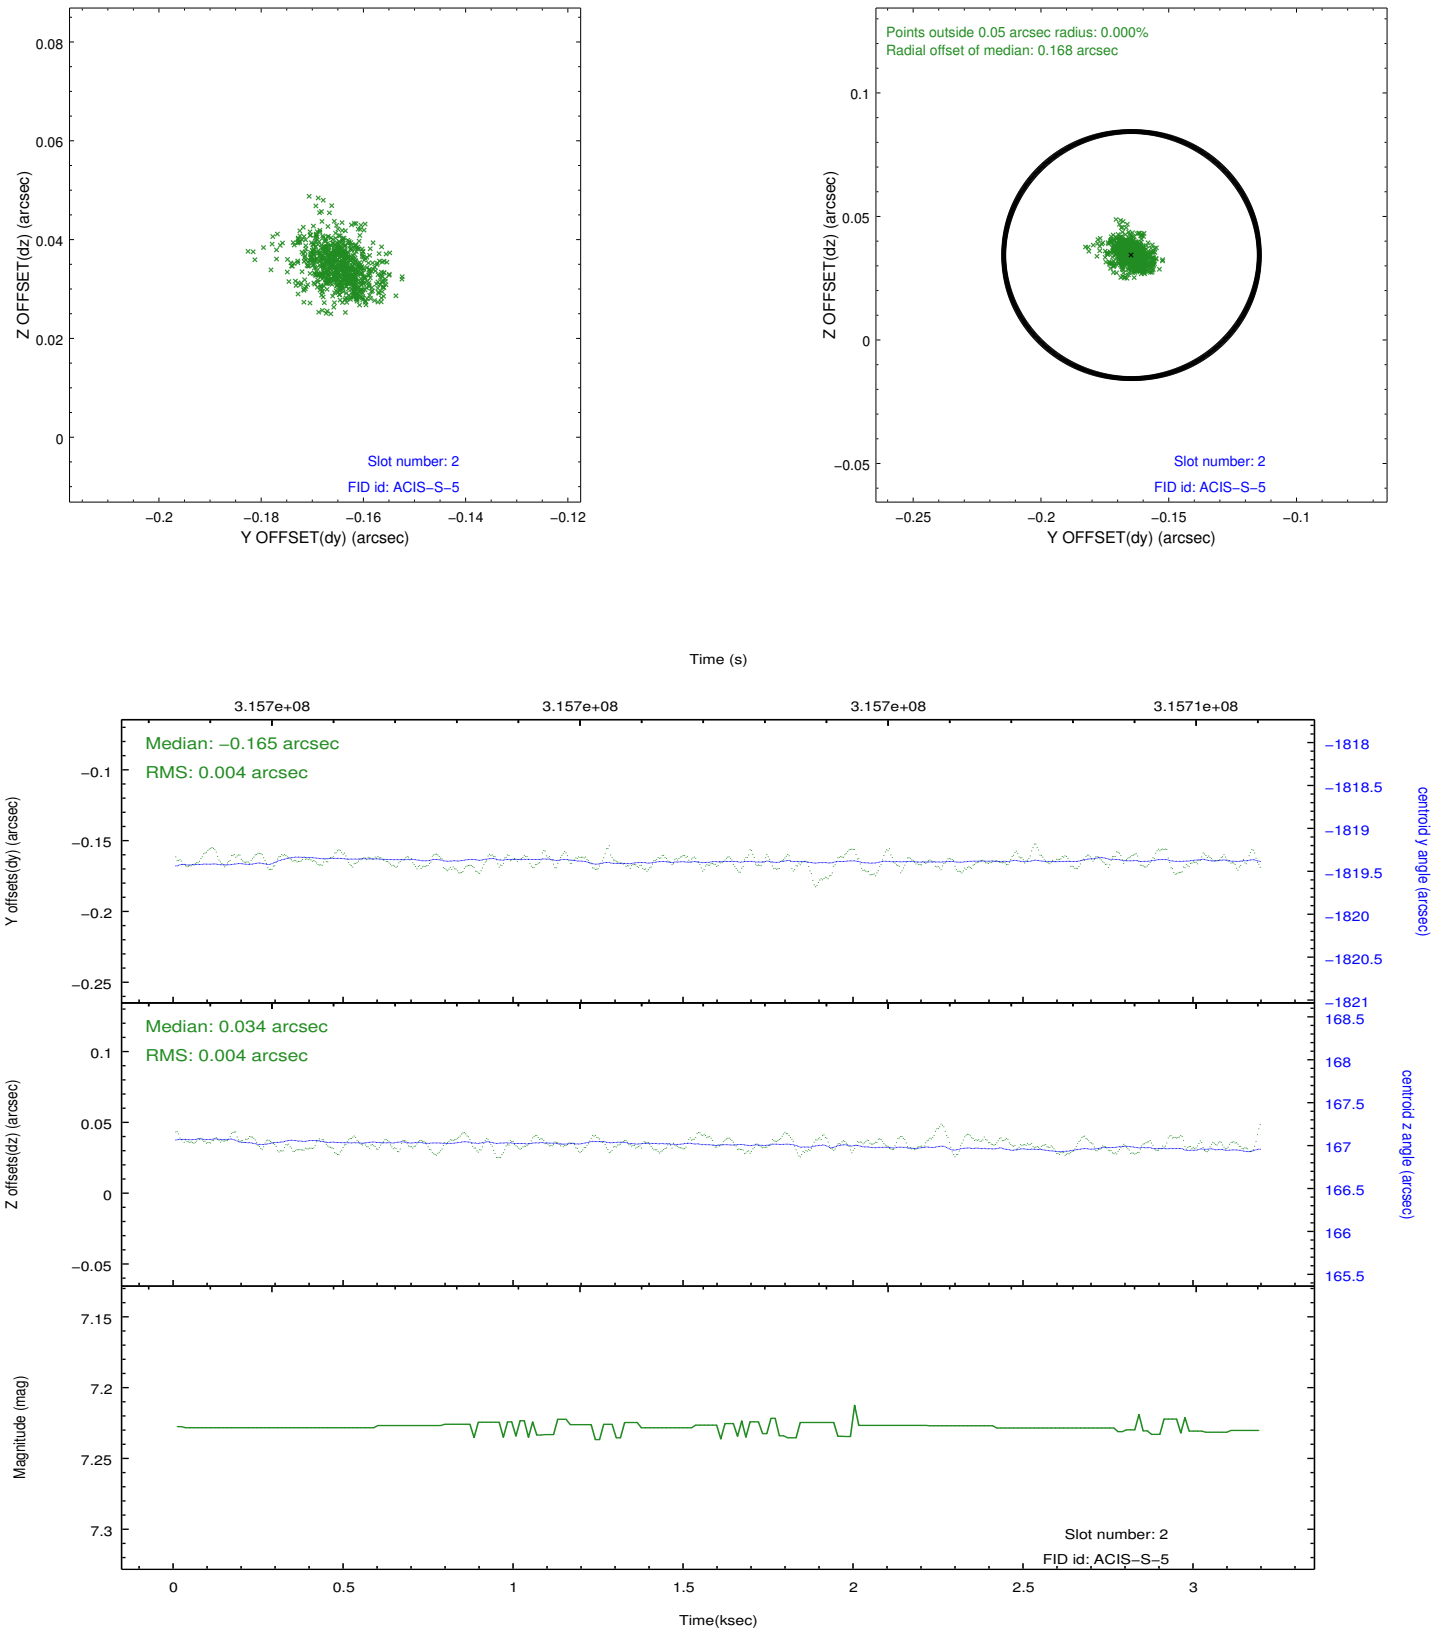 0.08
0.06
0.04
0.02
0
Z OFFSET(dz) (arcsec)
−0.2
−0.18
−0.16
−0.14
−0.12
Y OFFSET(dy) (arcsec)
Slot number: 2
FID id: ACIS−S−5
Points outside 0.05 arcsec radius: 0.000%
Radial offset of median: 0.168 arcsec
0.1
0.05
0
−0.05
Z OFFSET(dz) (arcsec)
−0.25
−0.2
−0.15
−0.1
Y OFFSET(dy) (arcsec)
Slot number: 2
FID id: ACIS−S−5
Time (s)
3.157e+08
3.157e+08
3.157e+08
3.1571e+08
Median: −0.165 arcsec
RMS: 0.004 arcsec
−0.1
−0.15
−0.2
−0.25
Y offsets(dy) (arcsec)
−1818
−1818.5
−1819
−1819.5
−1820
−1820.5
−1821
centroid y angle (arcsec)
Median: 0.034 arcsec
RMS: 0.004 arcsec
0.1
0.05
0
−0.05
Z offsets(dz) (arcsec)
168.5
168
167.5
167
166.5
166
165.5
centroid z angle (arcsec)
7.15
7.2
7.25
7.3
Magnitude (mag)
Slot number: 2
FID id: ACIS−S−5
0
0.5
1
1.5
2
2.5
3
Time(ksec)